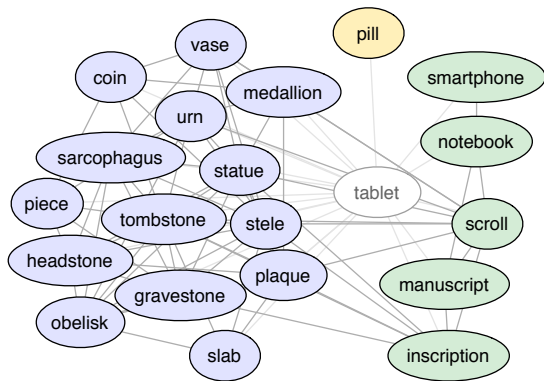 vase
pill
coin
smartphone
medallion
urn
notebook
sarcophagus
statue
tablet
piece
tombstone
stele
scroll
headstone
plaque
manuscript
gravestone
obelisk
slab
inscription